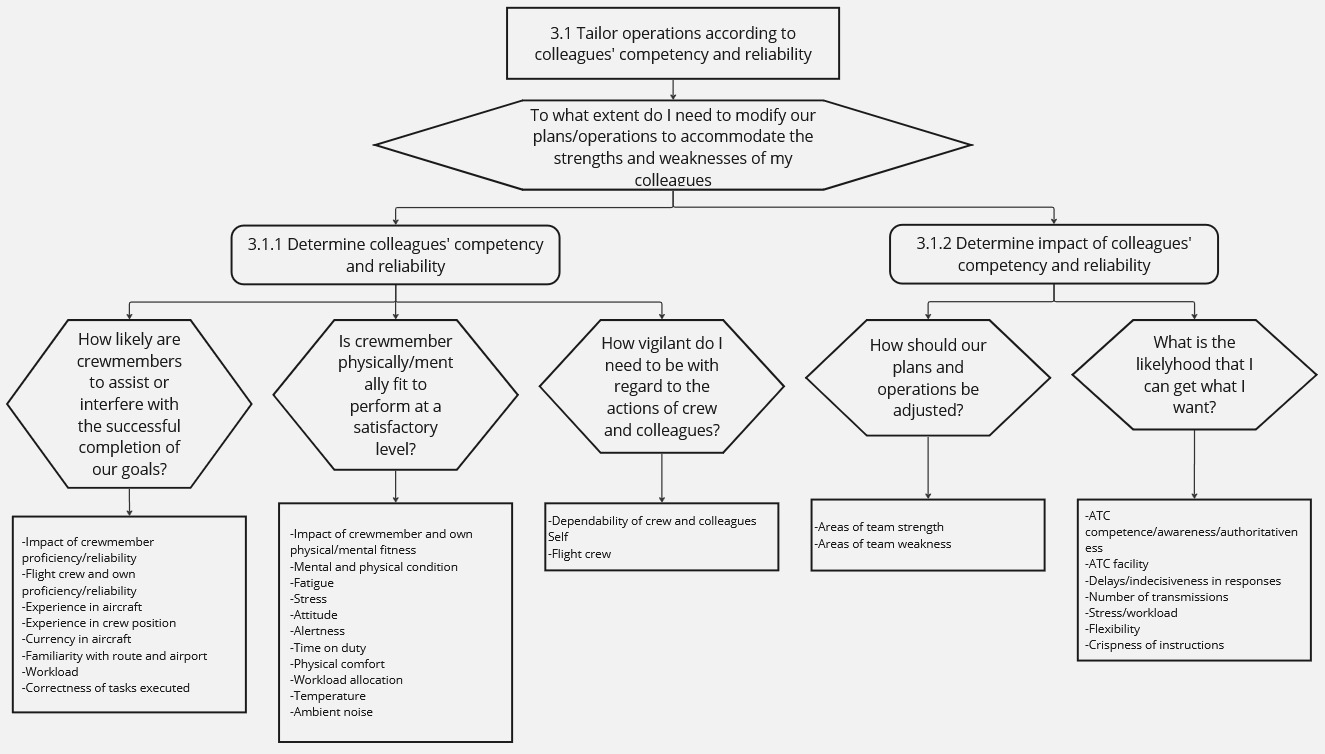 3.1 Tailor operations according to
colleagues' competency and reliability
To what extent do I need to modify our
plans/operations to accommodate the
strengths and weaknesses of my
colleagues
3.1.1 Determine colleagues' competency
and reliability
3.1.2 Determine impact of colleagues'
competency and reliability
How likely are
crewmembers
to assist or
interfere with
the successful
completion of
our goals?
Is crewmember
physically/ment
ally fit to
perform at a
satisfactory
level?
How vigilant do I
need to be with
regard to the
actions of crew
and colleagues?
How should our
plans and
operations be
adjusted?
What is the
likelyhood that I
can get what I
want?
-Impact of crewmember
proficiency/reliability
-Flight crew and own
proficiency/reliability
-Experience in aircraft
-Experience in crew position
-Currency in aircraft
-Familiarity with route and airport
-Workload
-Correctness of tasks executed
-Impact of crewmember and own
physical/mental fitness
-Mental and physical condition
-Fatigue
-Stress
-Attitude
-Alertness
-Time on duty
-Physical comfort
-Workload allocation
-Temperature
-Ambient noise
-Dependability of crew and colleagues
Self
-Flight crew
-Areas of team strength
-Areas of team weakness
-ATC
competence/awareness/authoritativen
ess
-ATC facility
-Delays/indecisiveness in responses
-Number of transmissions
-Stress/workload
-Flexibility
-Crispness of instructions